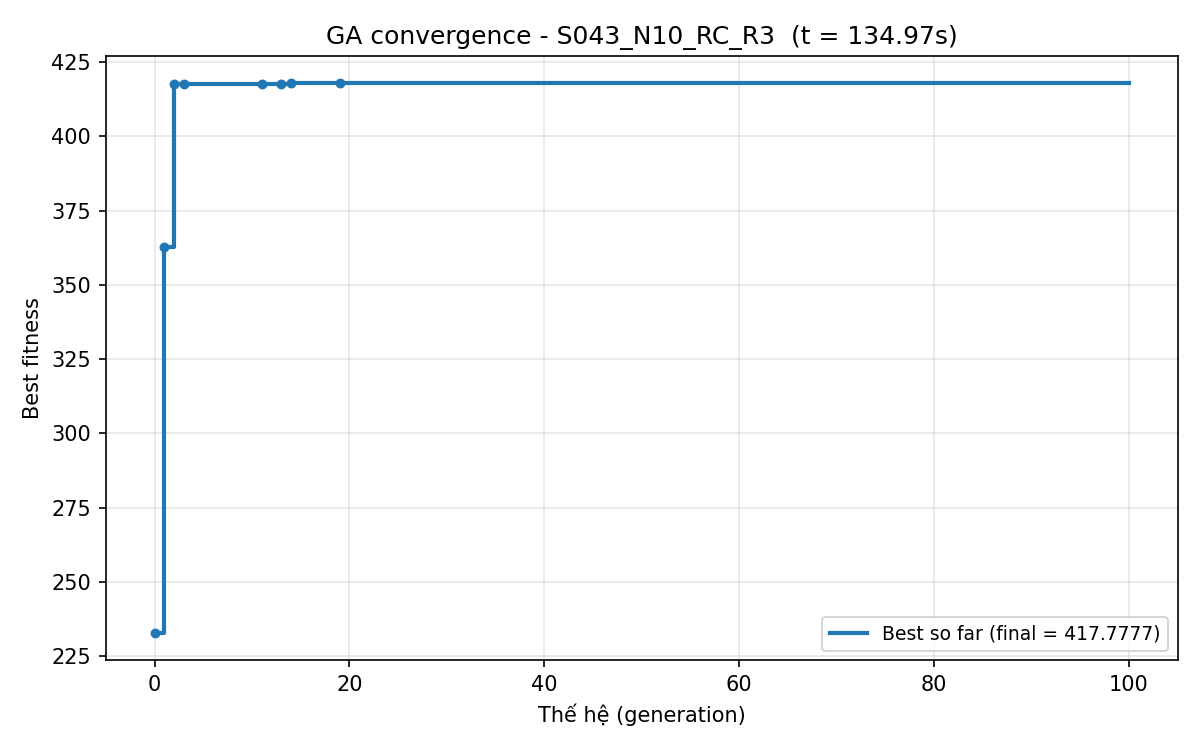 GA convergence - S043_N10_RC_R3 (t = 134.97s)
Best fitness
425
400
375
350
325
300
275
250
225
0 20 40 60 80 100
Thế hệ (generation)
Best so far (final = 417.7777)